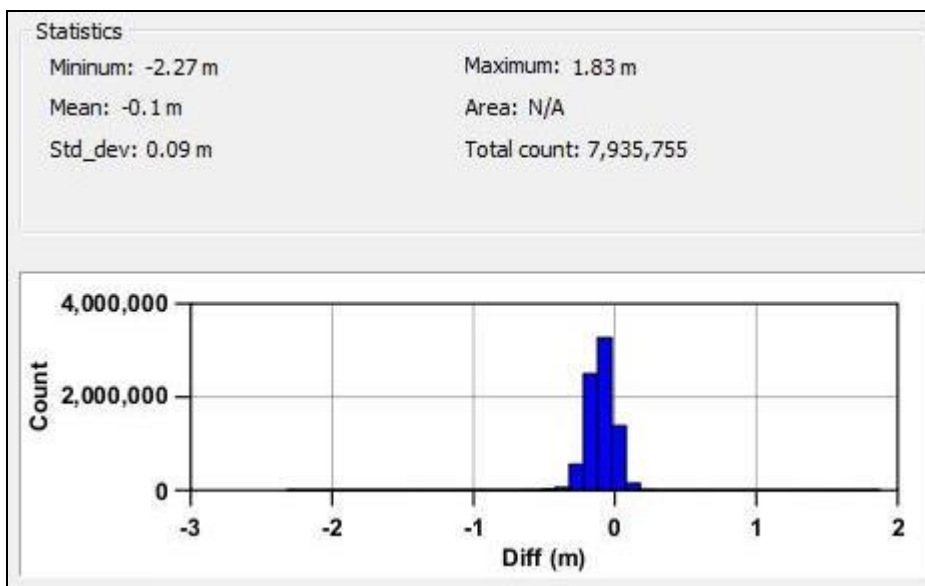 Statistics
Mininum: -2.27 m
Maximum: 1.83 m
Mean: -0.1 m
Area: N/A
Std_dev: 0.09 m
Total count: 7,935,755
4,000,000
2,000,000
0
Count
-3 -2 -1 0 1 2
Diff (m)